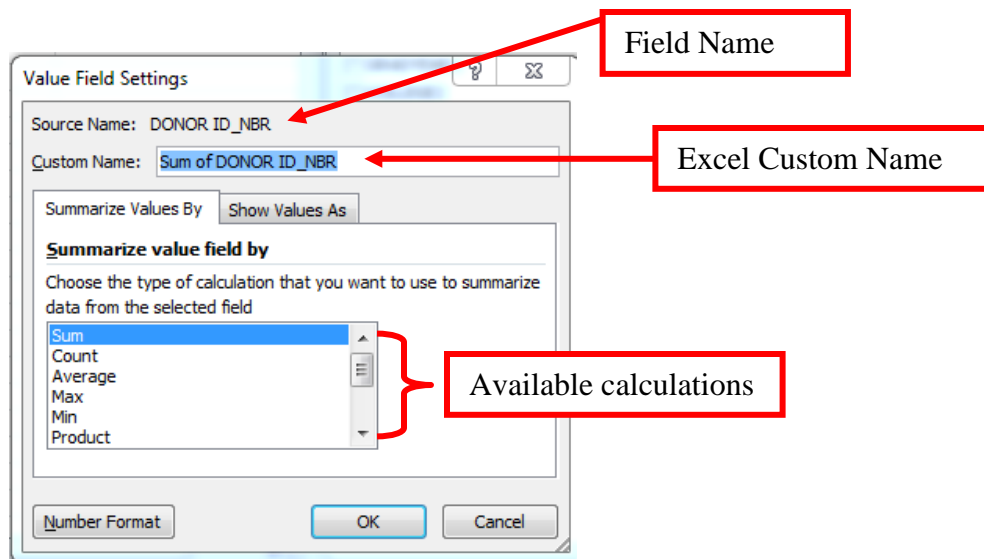 Field Name
Value Field Settings
Source Name: DONOR ID_NBR
Custom Name: Sum of DONOR ID_NBR
Excel Custom Name
Summarize Values By Show Values As
Summarize value field by
Choose the type of calculation that you want to use to summarize
data from the selected field
Sum
Count
Average
Max
Min
Product
Available calculations
Number Format OK Cancel